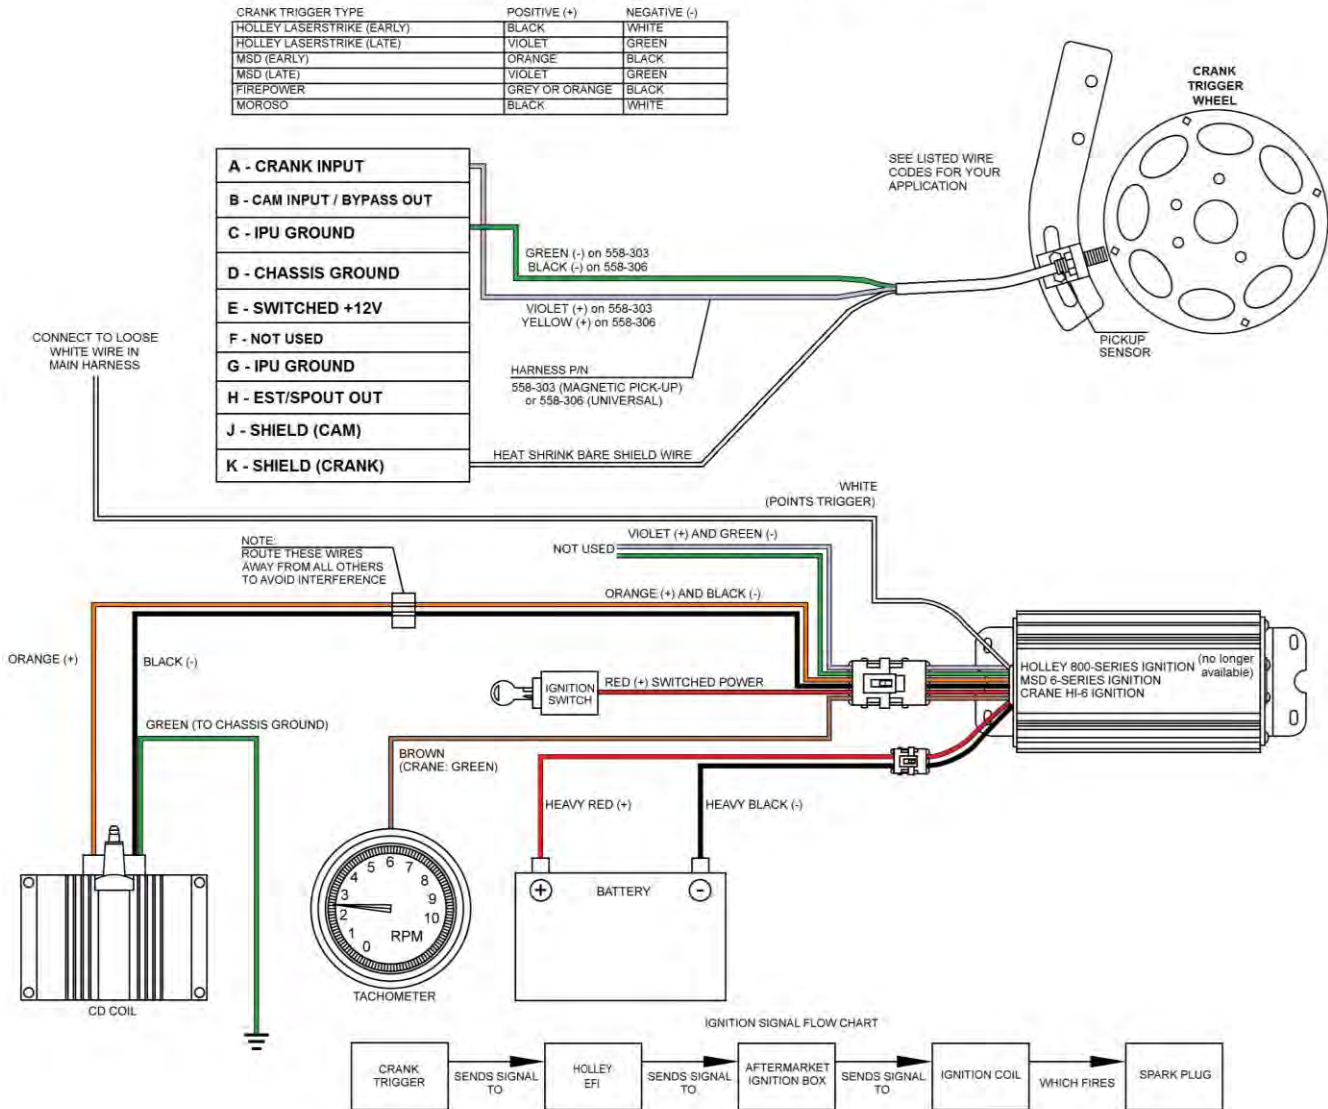 CRANK TRIGGER TYPE POSITIVE (+) NEGATIVE (-)
HOLLEY LASERSTRIKE (EARLY) BLACK WHITE
HOLLEY LASERSTRIKE (LATE) VIOLET GREEN
MSD (EARLY) ORANGE BLACK
MSD (LATE) VIOLET GREEN
FIREPOWER GREY OR ORANGE BLACK
MOROSO BLACK WHITE
CRANK
TRIGGER
WHEEL
SEE LISTED WIRE
CODES FOR YOUR
APPLICATION
PICKUP
SENSOR
A - CRANK INPUT
B - CAM INPUT / BYPASS OUT
C - IPU GROUND
D - CHASSIS GROUND
E - SWITCHED +12V
F - NOT USED
G - IPU GROUND
H - EST/SPOUT OUT
J - SHIELD (CAM)
K - SHIELD (CRANK)
GREEN (-) on 558-303
BLACK (-) on 558-306
VIOLET (+) on 558-303
YELLOW (+) on 558-306
HARNESS P/N
558-303 (MAGNETIC PICK-UP)
or 558-306 (UNIVERSAL)
HEAT SHRINK BARE SHIELD WIRE
CONNECT TO LOOSE
WHITE WIRE IN
MAIN HARNESS
WHITE
(POINTS TRIGGER)
NOTE:
ROUTE THESE WIRES
AWAY FROM ALL OTHERS
TO AVOID INTERFERENCE
VIOLET (+) AND GREEN (-)
NOT USED
ORANGE (+) AND BLACK (-)
ORANGE (+)
BLACK (-)
IGNITION
SWITCH
RED (+) SWITCHED POWER
HOLLEY 800-SERIES IGNITION (no longer
available)
MSD 6-SERIES IGNITION
CRANE HI-6 IGNITION
GREEN (TO CHASSIS GROUND)
BROWN
(CRANE: GREEN)
HEAVY RED (+)
HEAVY BLACK (-)
BATTERY
+
-
0
1
2
3
4
5
6
7
8
9
10
RPM
TACHOMETER
CD COIL
IGNITION SIGNAL FLOW CHART
CRANK
TRIGGER
SENDS SIGNAL
TO
HOLLEY
EFI
SENDS SIGNAL
TO
AFTERMARKET
IGNITION BOX
SENDS SIGNAL
TO
IGNITION COIL
WHICH FIRES
SPARK PLUG